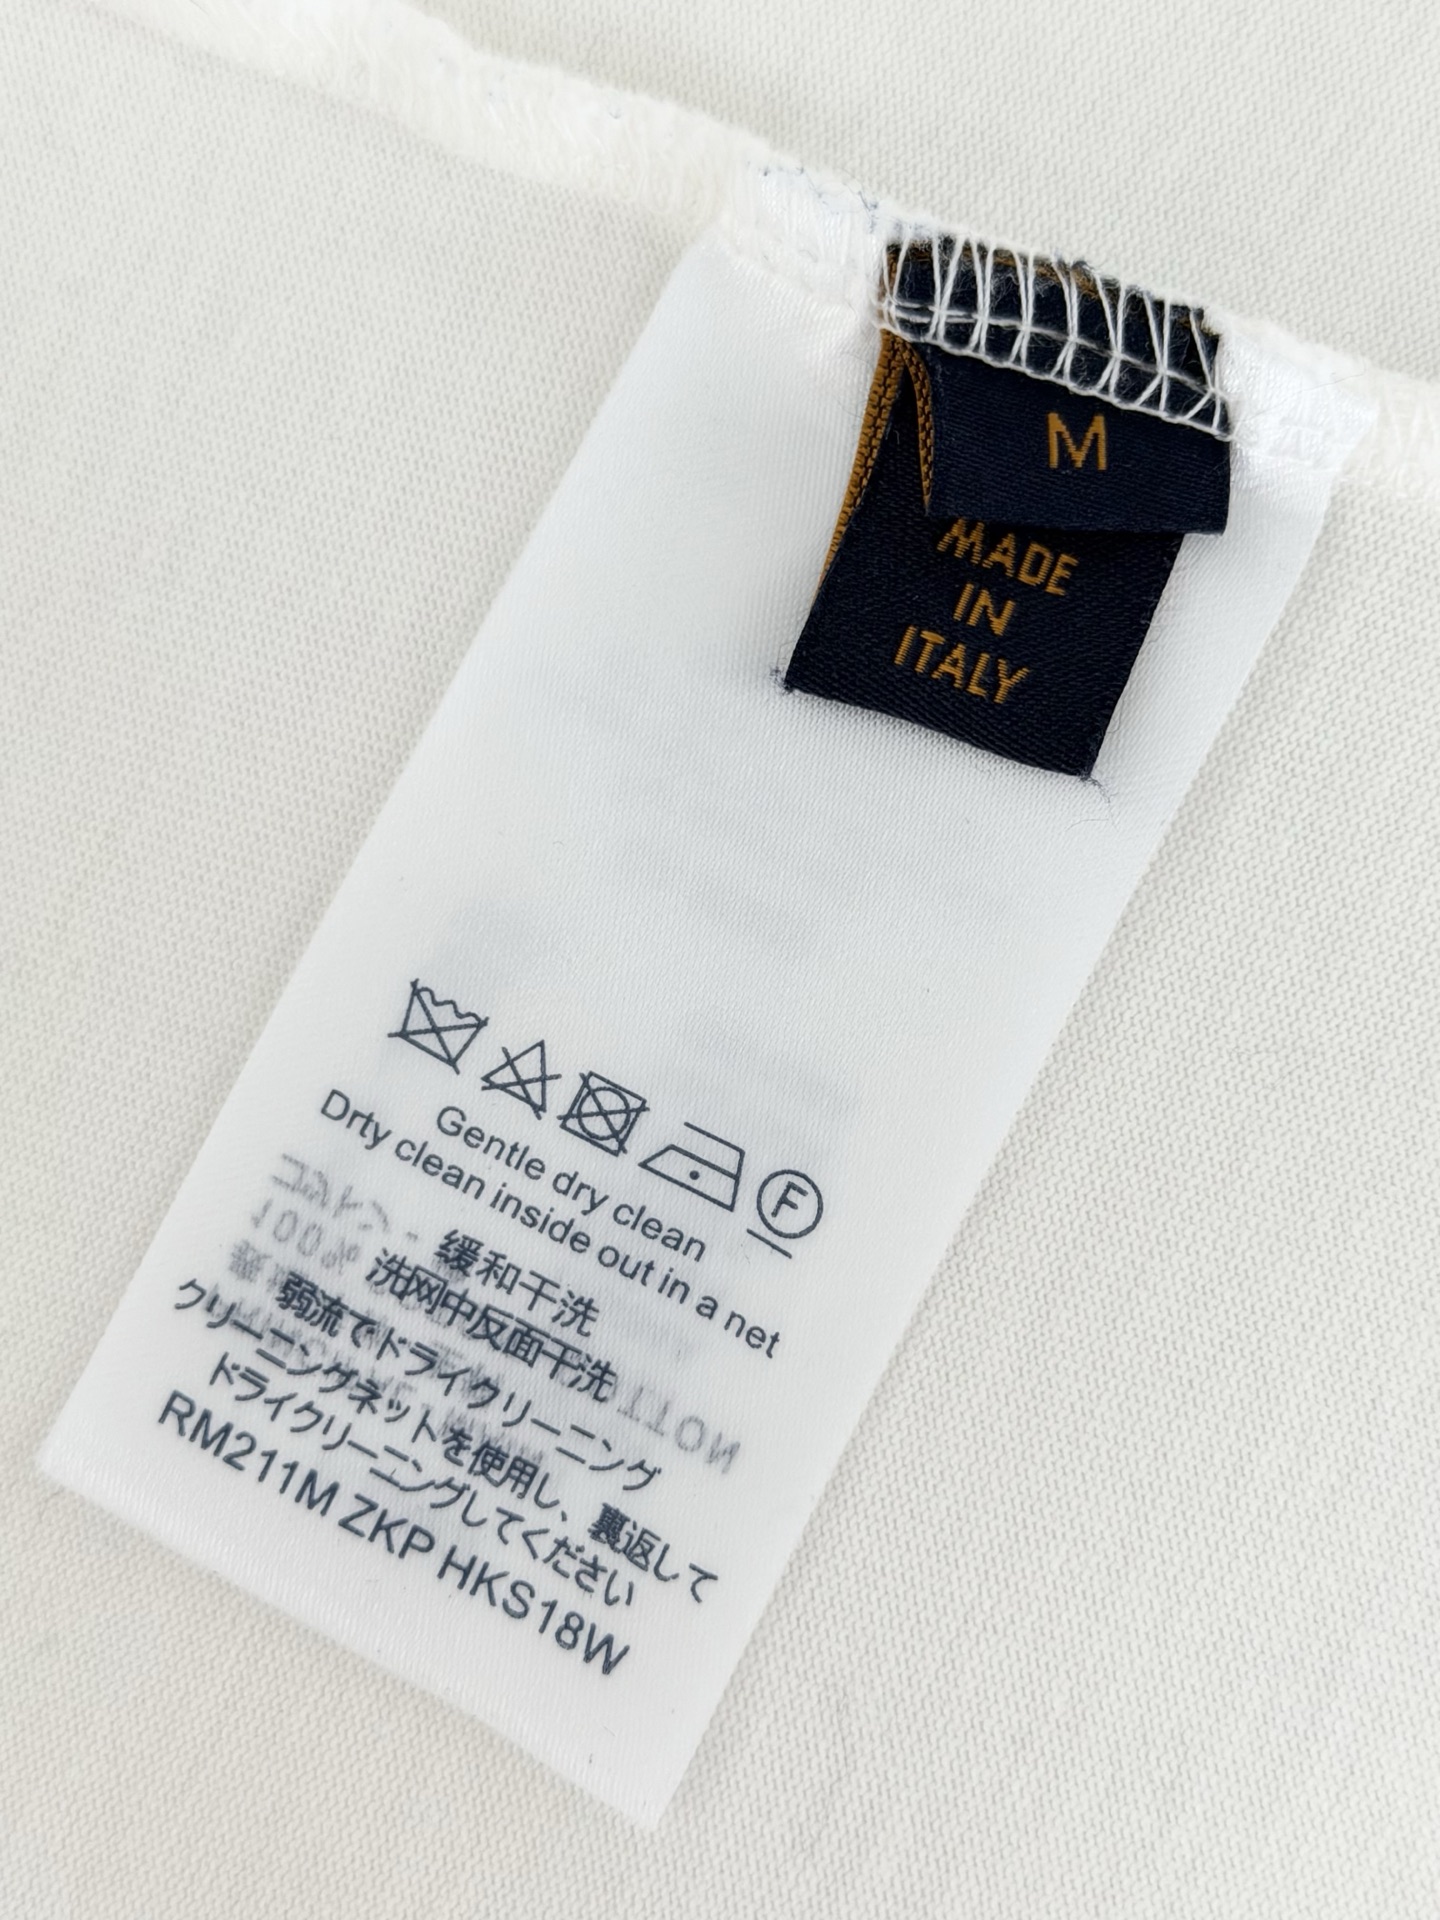 M
MADE
IN
ITALY
F
Gentle dry clean
Drty clean inside out in a net
缓和干洗
洗网中反面干洗
弱流でドライクリーニング
クリーニングネットを使用し、裏返して
ドライクリーニングしてください
RM211M ZKP HKS18W